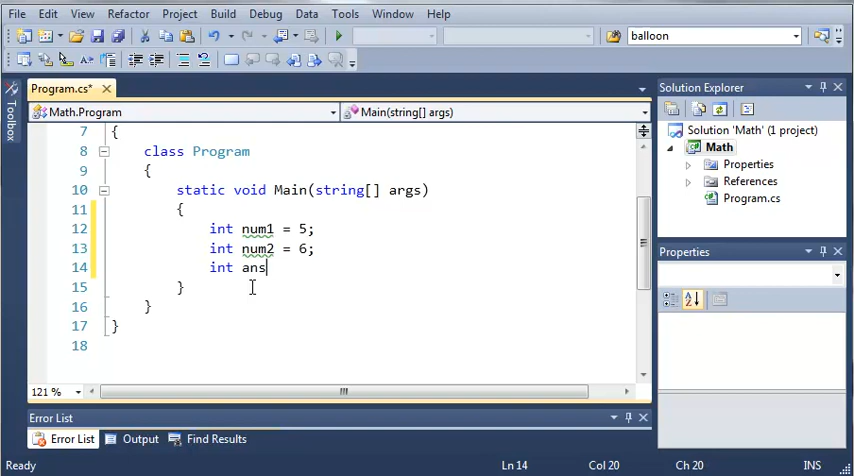 File Edit View Refactor Project Build Debug Data Tools Window Help
balloon
Program.cs* Solution Explorer
Toolbox
Math.Program Main(string[] args)
Solution 'Math' (1 project)
Math
Properties
References
Program.cs
Properties
7 {
8 class Program
9 {
10 static void Main(string[] args)
11 {
12 int num1 = 5;
13 int num2 = 6;
14 int ans
15 }
16 }
17 }
18
121 %
Error List
Error List Output Find Results
Ready Ln 14 Col 20 Ch 20 INS